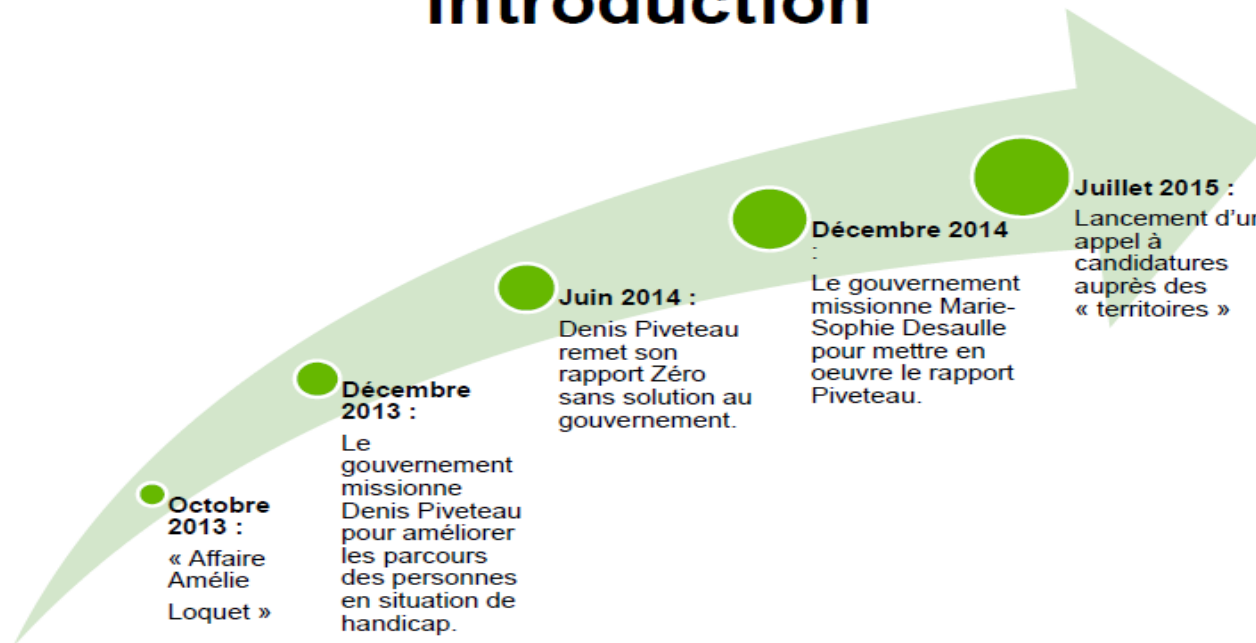 Introduction
Octobre
2013 :
« Affaire
Amélie
Loquet »
Décembre
2013 :
Le
gouvernement
missionne
Denis Piveteau
pour améliorer
les parcours
des personnes
en situation de
handicap.
Juin 2014 :
Denis Piveteau
remet son
rapport Zéro
sans solution au
gouvernement.
Décembre 2014
:
Le gouvernement
missionne Marie-
Sophie Desaulle
pour mettre en
oeuvre le rapport
Piveteau.
Juillet 2015 :
Lancement d’un
appel à
candidatures
auprès des
« territoires »